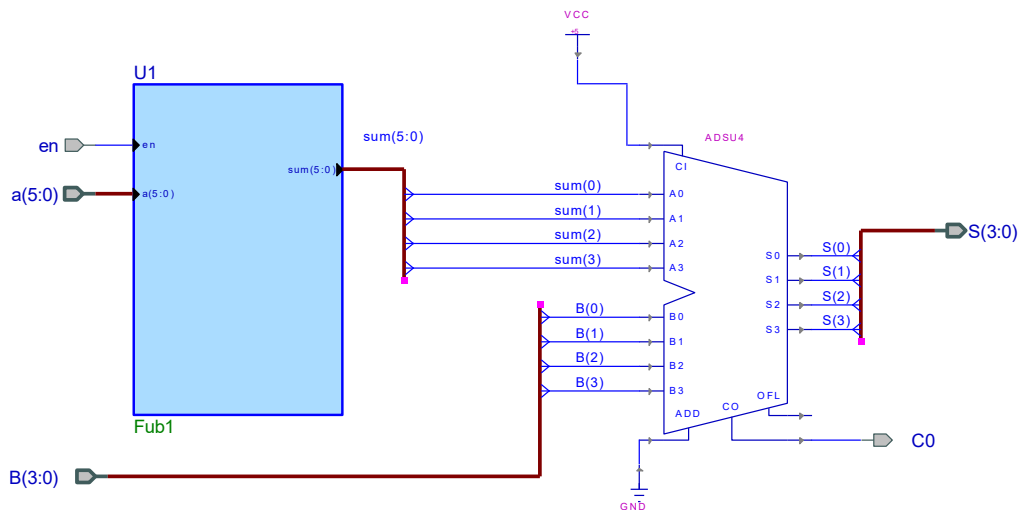 VCC
+5
U1
en
en
sum(5:0)
sum(5:0)
a(5:0)
a(5:0)
Fub1
ADSU4
CI
sum(0)
A0
sum(1)
A1
sum(2)
A2
sum(3)
A3
B(0)
B0
B(1)
B1
B(2)
B2
B(3)
B3
S0
S(0)
S1
S(1)
S2
S(2)
S3
S(3)
S(3:0)
ADD
CO
OFL
C0
B(3:0)
GND